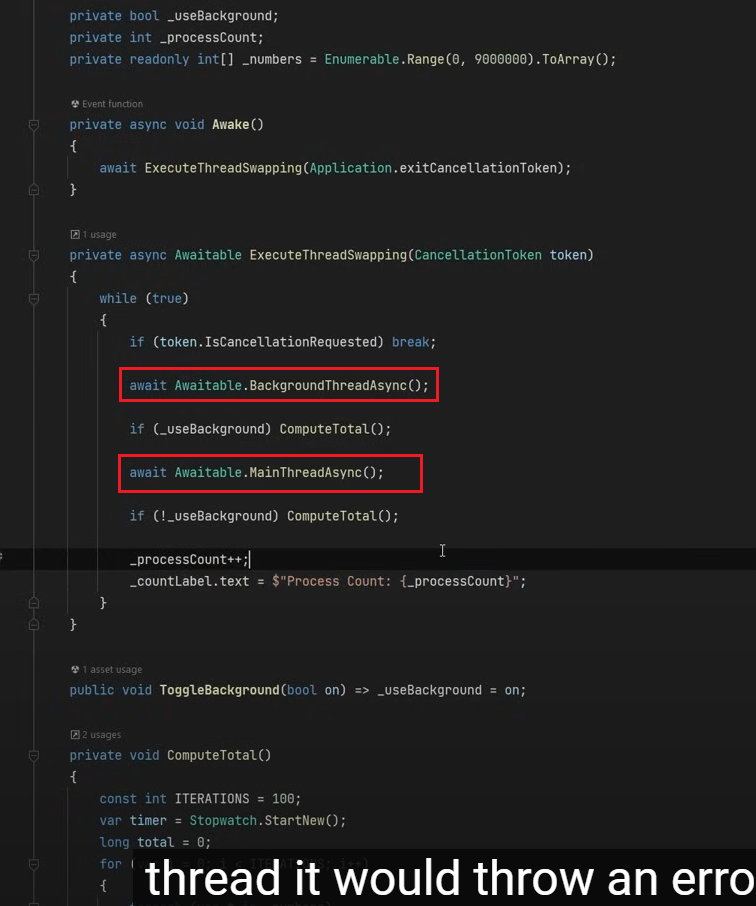 private bool _useBackground;
private int _processCount;
private readonly int[] _numbers = Enumerable.Range(0, 9000000).ToArray();
Event function
private async void Awake()
{
await ExecuteThreadSwapping(Application.exitCancellationToken);
}
1 usage
private async Awaitable ExecuteThreadSwapping(CancellationToken token)
{
while (true)
{
if (token.IsCancellationRequested) break;
await Awaitable.BackgroundThreadAsync();
if (_useBackground) ComputeTotal();
await Awaitable.MainThreadAsync();
if (!_useBackground) ComputeTotal();
_processCount++;
_countLabel.text = $"Process Count: {_processCount}";
}
}
1 asset usage
public void ToggleBackground(bool on) => _useBackground = on;
2 usages
private void ComputeTotal()
{
const int ITERATIONS = 100;
var timer = Stopwatch.StartNew();
long total = 0;
for (
{
thread it would throw an erro